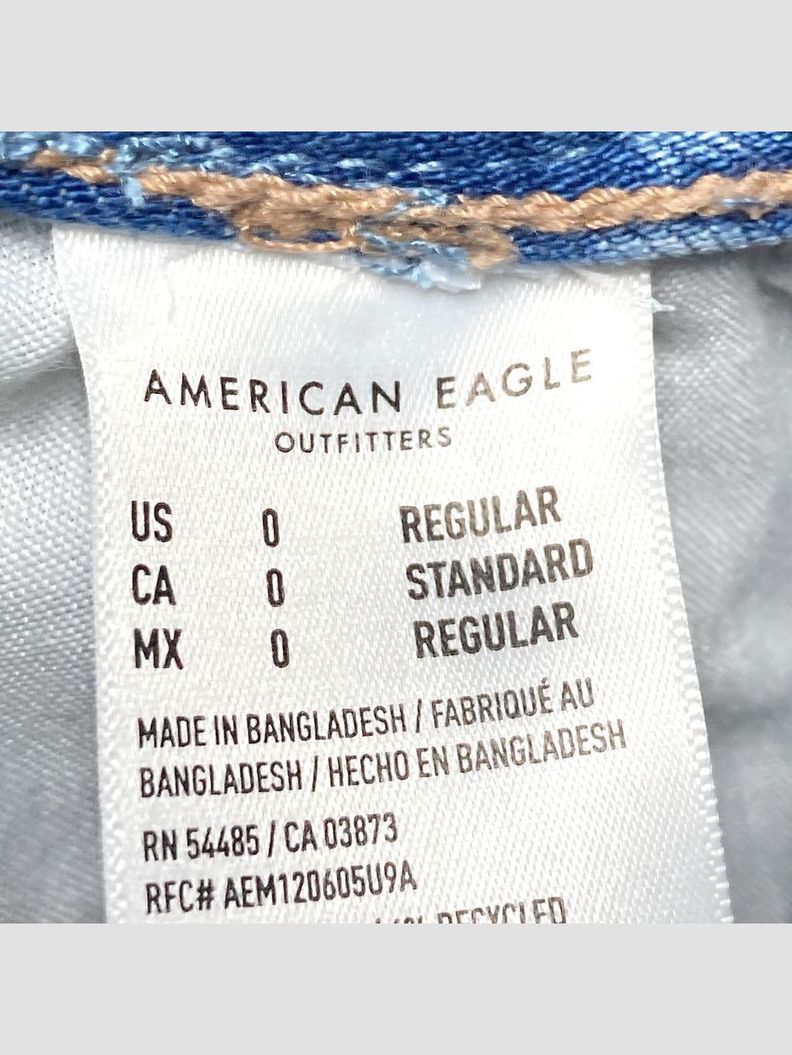 AMERICAN EAGLE
OUTFITTERS
US 0 REGULAR
CA 0 STANDARD
MX 0 REGULAR
MADE IN BANGLADESH / FABRIQUÉ AU
BANGLADESH / HECHO EN BANGLADESH
RN 54485 / CA 03873
RFC# AEM120605U9A
RECYCLED